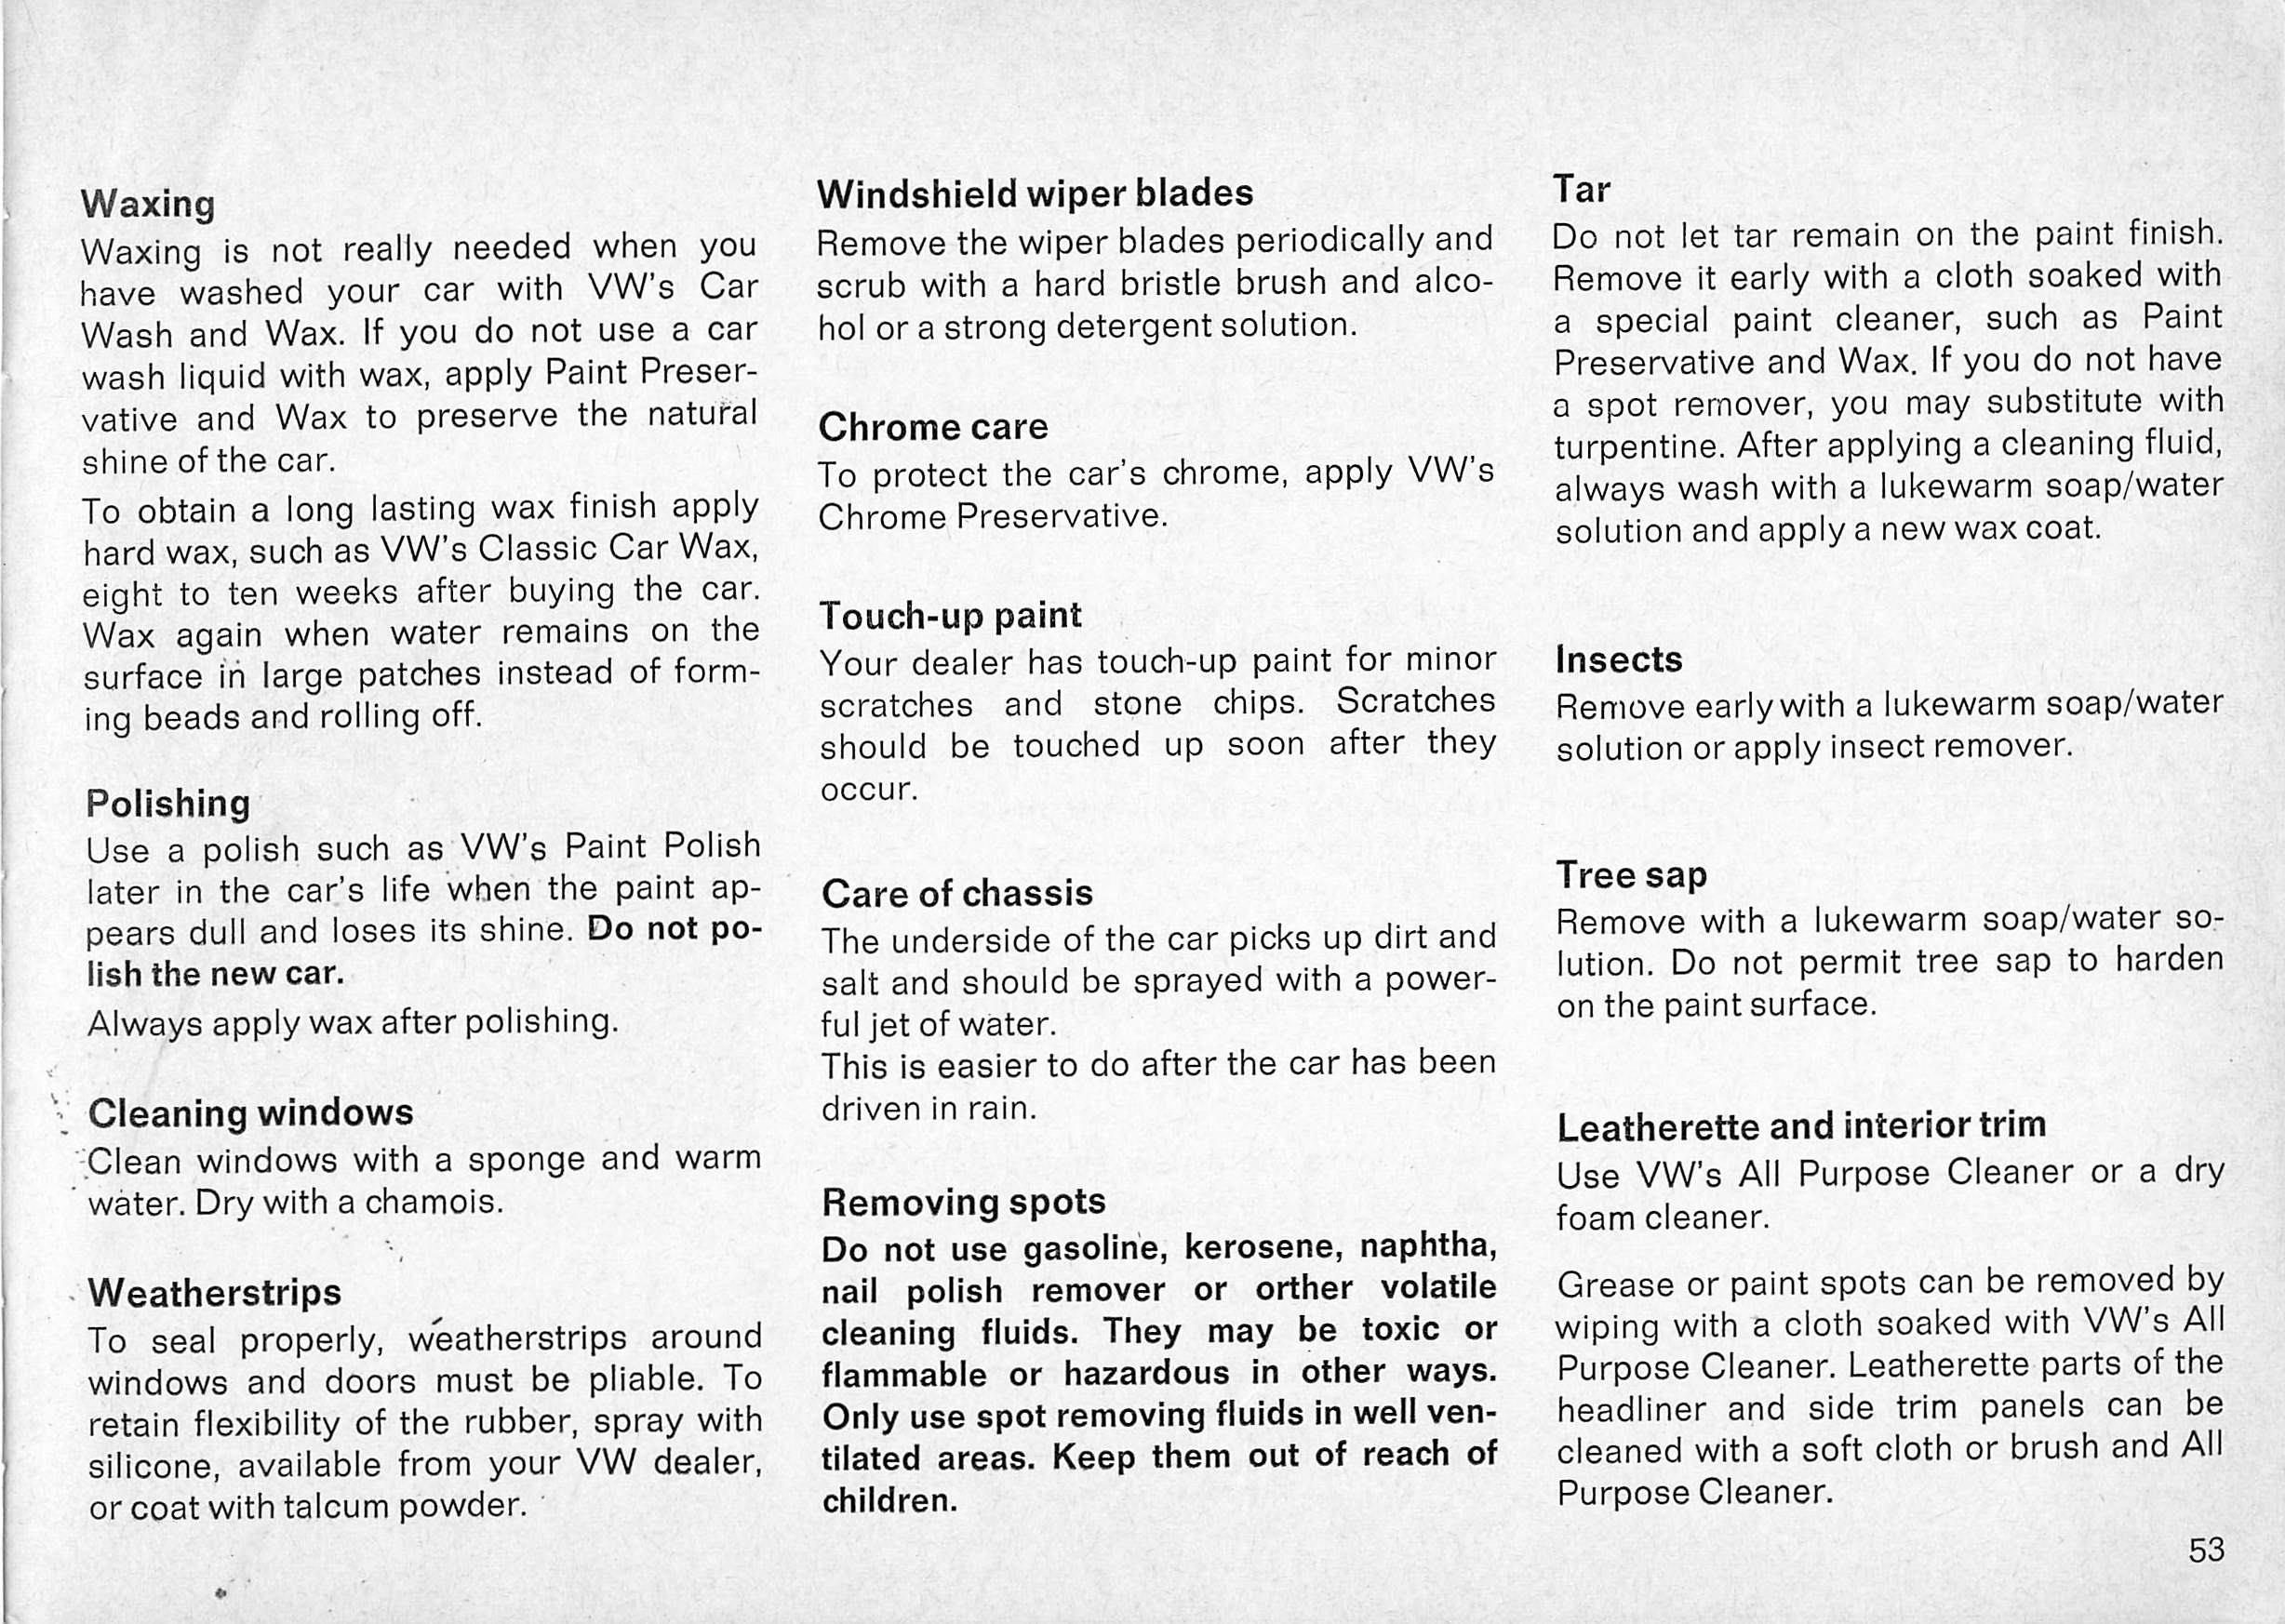 Waxing
Waxing is not really needed when you
have washed your car with VW's Car
Wash and Wax. If you do not use a car
wash liquid with wax, apply Paint Preser-
vative and Wax to preserve the natural
shine of the car.
To obtain a long lasting wax finish apply
hard wax, such as VW's Classic Car Wax,
eight to ten weeks after buying the car.
Wax again when water remains on the
surface in large patches instead of form-
ing beads and rolling off.
Polishing
Use a polish such as VW's Paint Polish
later in the car's life when the paint ap-
pears dull and loses its shine. Do not po-
lish the new car.
Always apply wax after polishing.
Cleaning windows
Clean windows with a sponge and warm
water. Dry with a chamois.
Weatherstrips
To seal properly, weatherstrips around
windows and doors must be pliable. To
retain flexibility of the rubber, spray with
silicone, available from your VW dealer,
or coat with talcum powder.
Windshield wiper blades
Remove the wiper blades periodically and
scrub with a hard bristle brush and alco-
hol or a strong detergent solution.
Chrome care
To protect the car's chrome, apply VW's
Chrome Preservative.
Touch-up paint
Your dealer has touch-up paint for minor
scratches and stone chips. Scratches
should be touched up soon after they
occur.
Care of chassis
The underside of the car picks up dirt and
salt and should be sprayed with a power-
ful jet of water.
This is easier to do after the car has been
driven in rain.
Removing spots
Do not use gasoline, kerosene, naphtha,
nail polish remover or orther volatile
cleaning fluids. They may be toxic or
flammable or hazardous in other ways.
Only use spot removing fluids in well ven-
tilated areas. Keep them out of reach of
children.
Tar
Do not let tar remain on the paint finish.
Remove it early with a cloth soaked with
a special paint cleaner, such as Paint
Preservative and Wax. If you do not have
a spot remover, you may substitute with
turpentine. After applying a cleaning fluid,
always wash with a lukewarm soap/water
solution and apply a new wax coat.
Insects
Remove early with a lukewarm soap/water
solution or apply insect remover.
Tree sap
Remove with a lukewarm soap/water so-
lution. Do not permit tree sap to harden
on the paint surface.
Leatherette and interior trim
Use VW's All Purpose Cleaner or a dry
foam cleaner.
Grease or paint spots can be removed by
wiping with a cloth soaked with VW's All
Purpose Cleaner. Leatherette parts of the
headliner and side trim panels can be
cleaned with a soft cloth or brush and All
Purpose Cleaner.
53